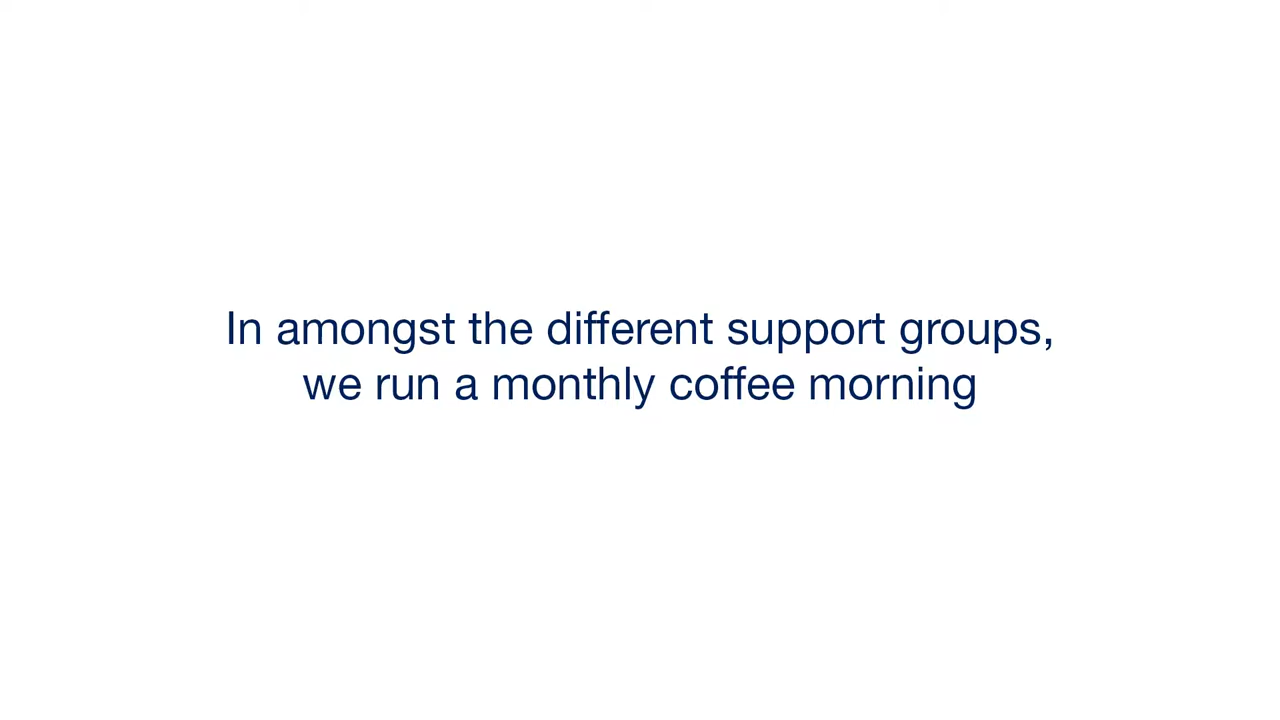 In amongst the different support groups,
we run a monthly coffee morning